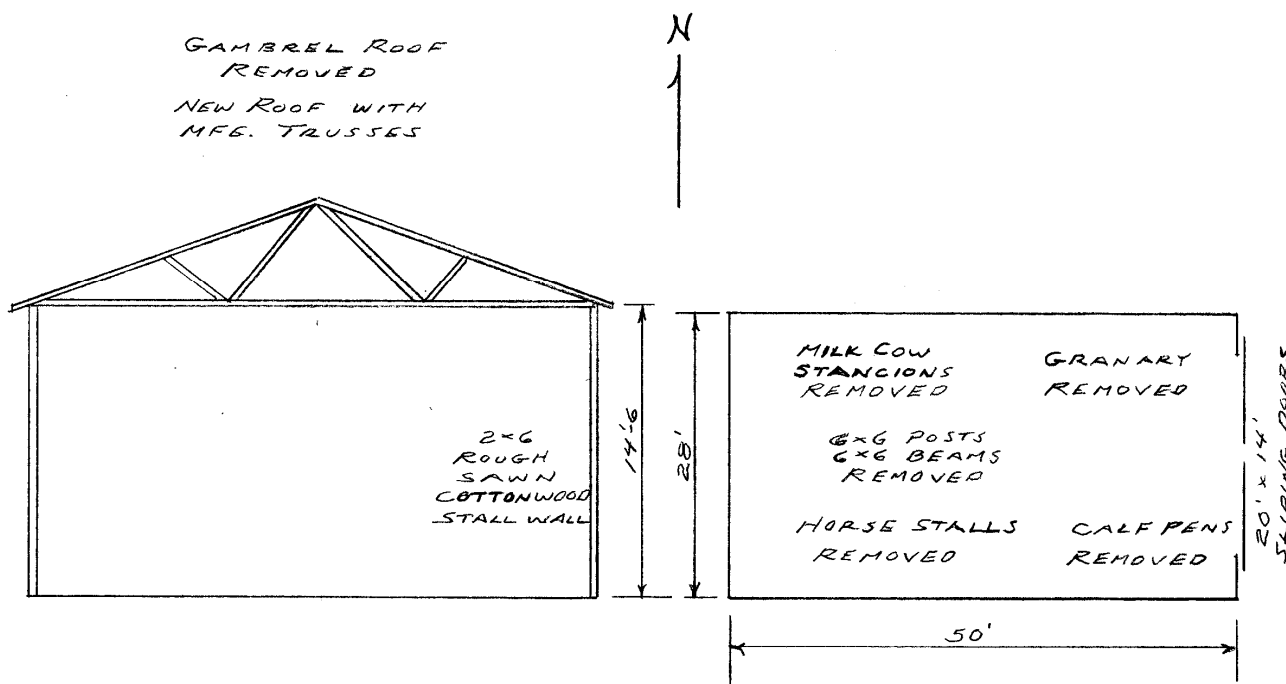 GAMBREL ROOF
REMOVED
NEW ROOF WITH
MFG. TRUSSES
N
2×6
ROUGH
SAWN
COTTONWOOD
STALL WALL
14'-6
28'
MILK COW
STANCIONS
REMOVED
GRANARY
REMOVED
6×6 POSTS
6×6 BEAMS
REMOVED
HORSE STALLS
REMOVED
CALF PENS
REMOVED
20' × 14'
SLIDING DOORS
50'